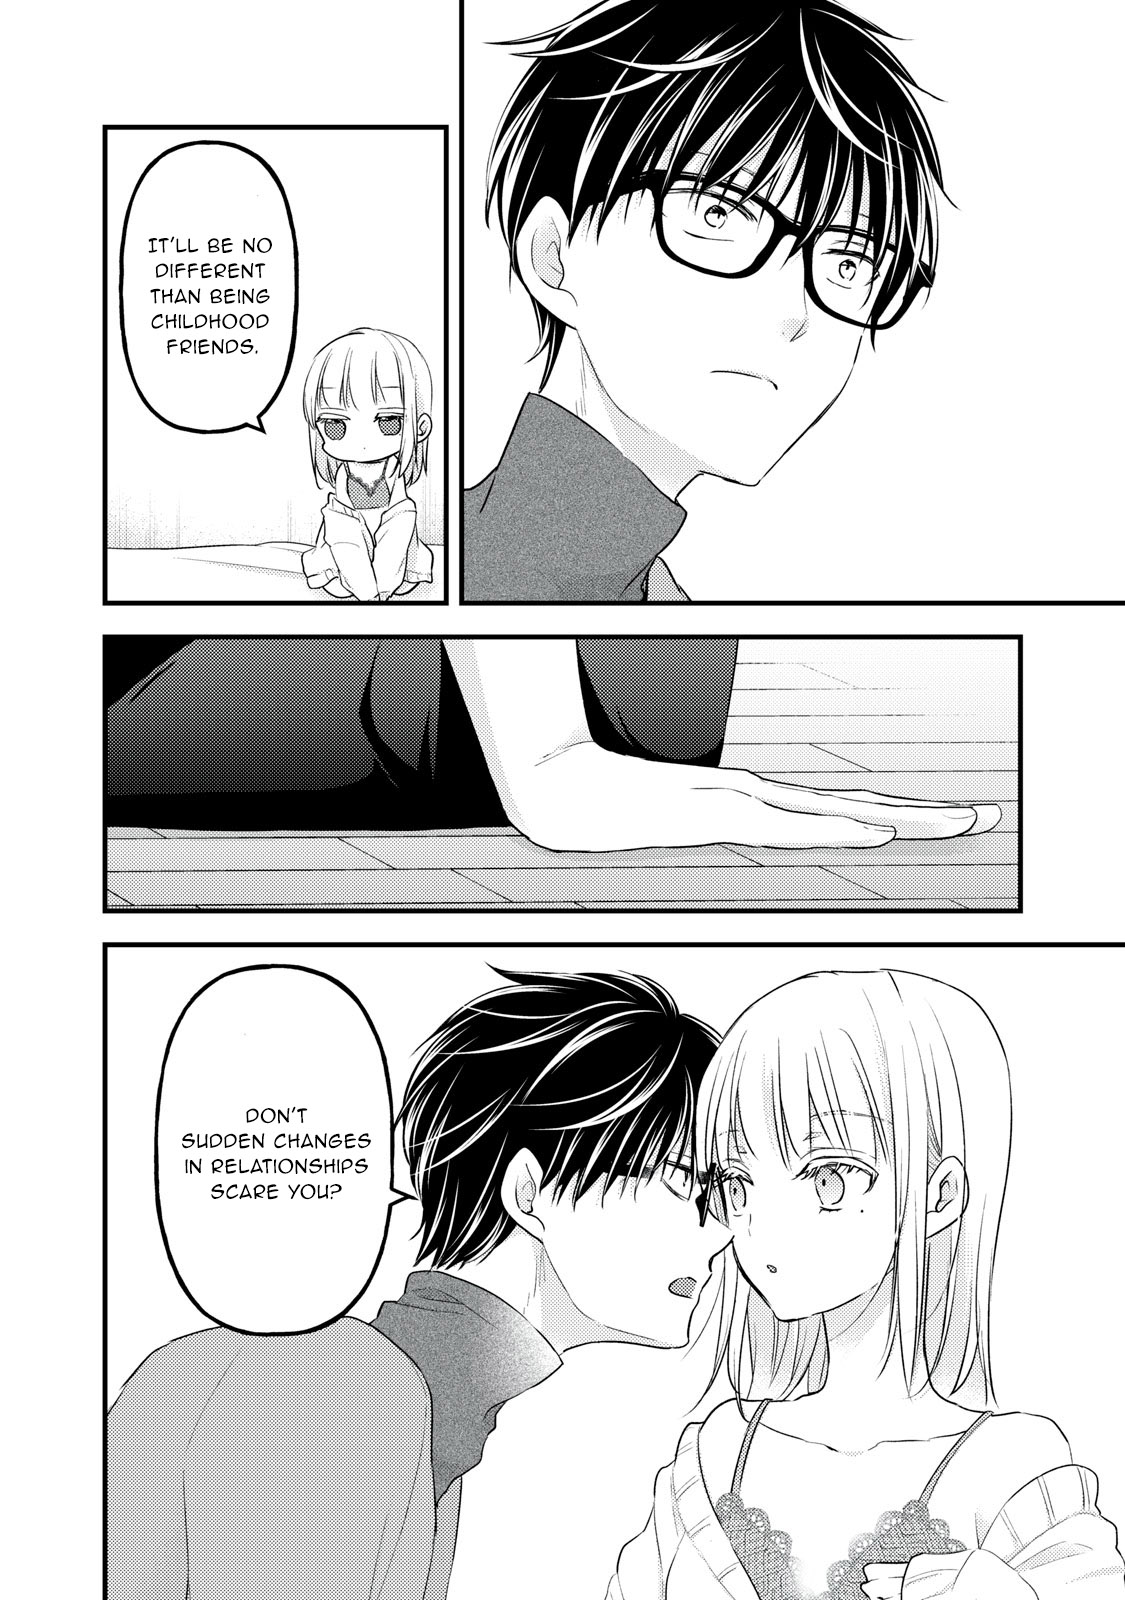 IT'LL BE NO
DIFFERENT
THAN BEING
CHILDHOOD
FRIENDS.
DON'T
SUDDEN CHANGES
IN RELATIONSHIPS
SCARE YOU?